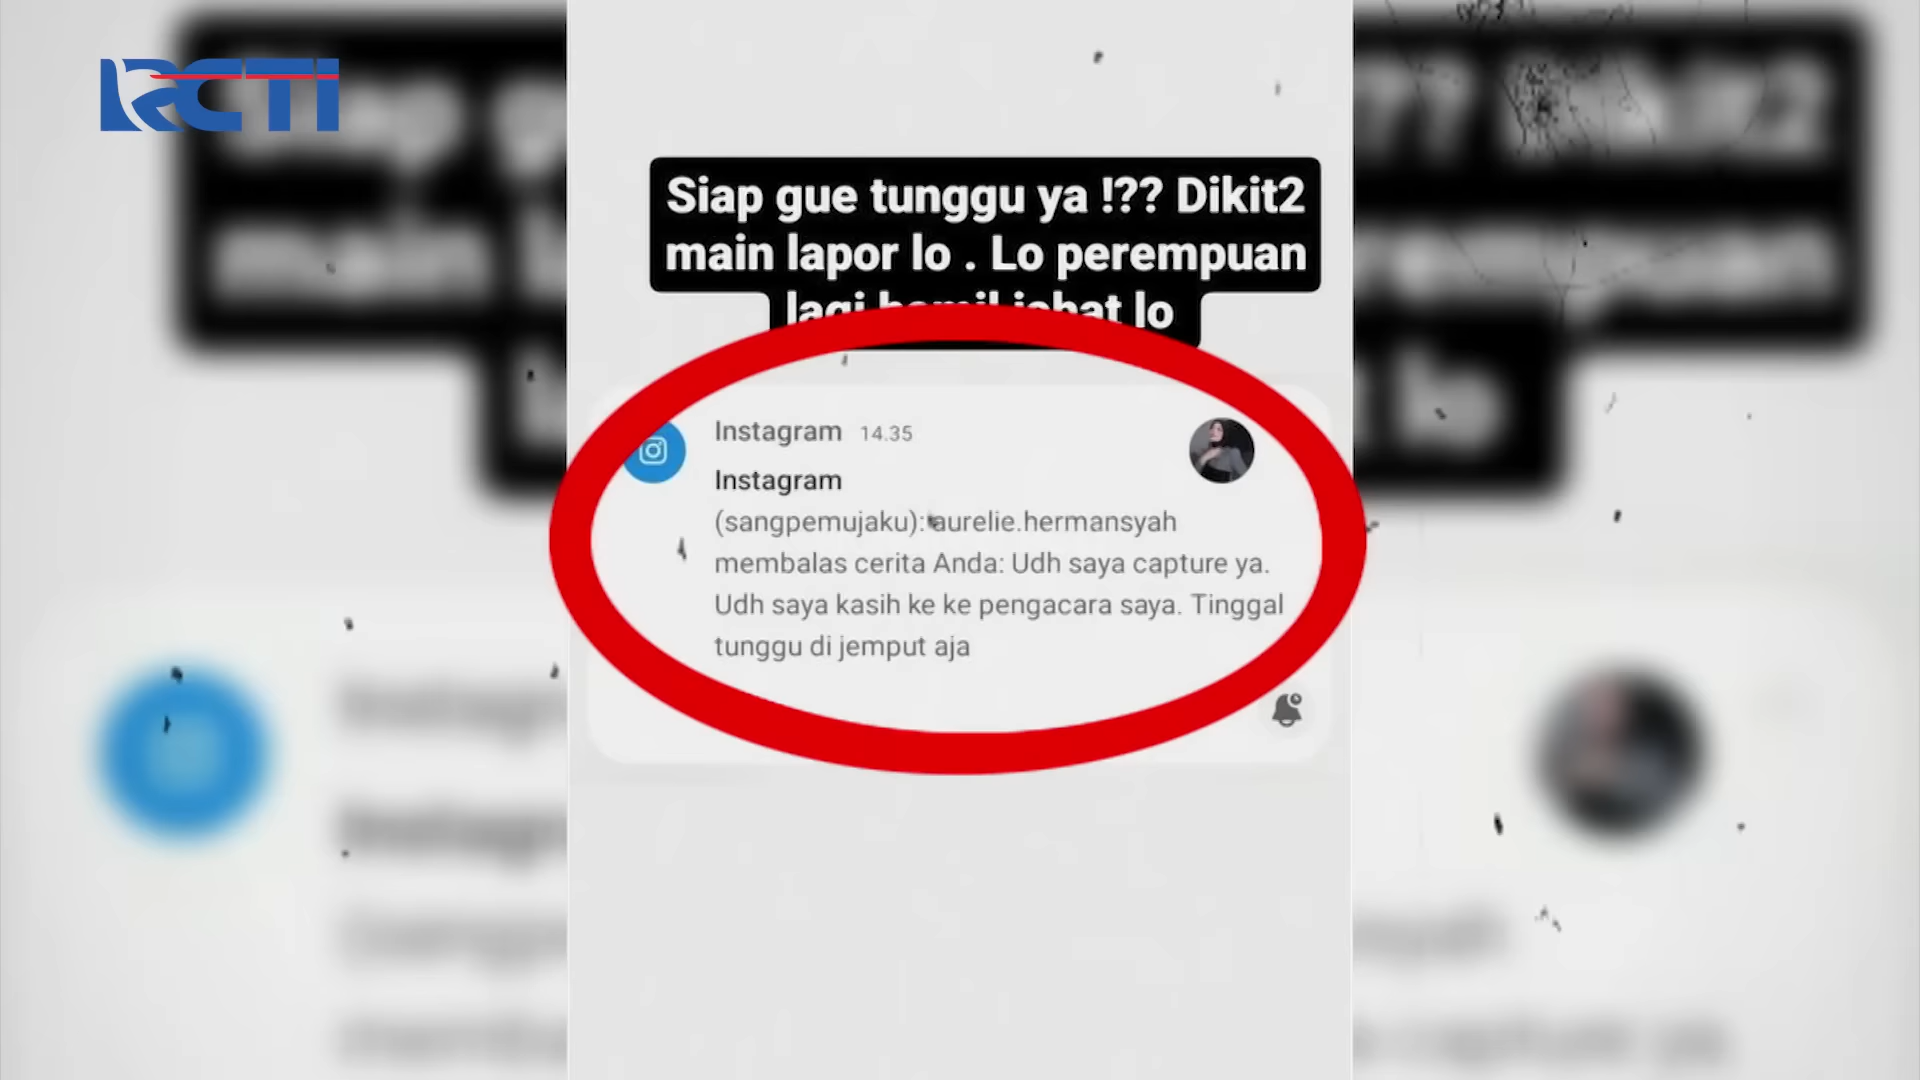 RCTI
Siap gue tunggu ya !?? Dikit2
main lapor lo . Lo perempuan
lagi hamil jahat lo
Instagram 14.35
Instagram
(sangpemujaku): aurelie.hermansyah
membalas cerita Anda: Udh saya capture ya.
Udh saya kasih ke ke pengacara saya. Tinggal
tunggu di jemput aja